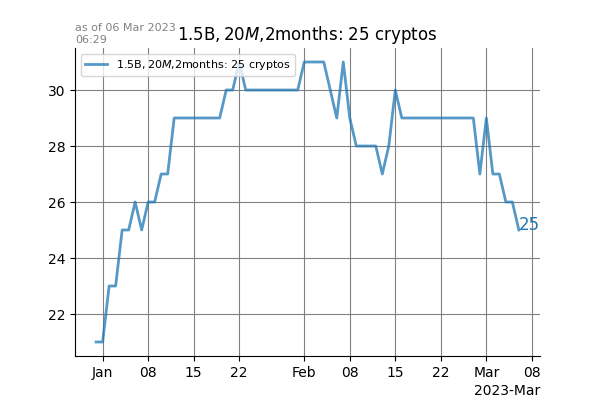 as of 06 Mar 2023
06:29
1.5B, 20M,2months: 25 cryptos
1.5B, 20M,2months: 25 cryptos
30
28
26
24
22
25
Jan 08 15 22 Feb 08 15 22 Mar 08
2023-Mar